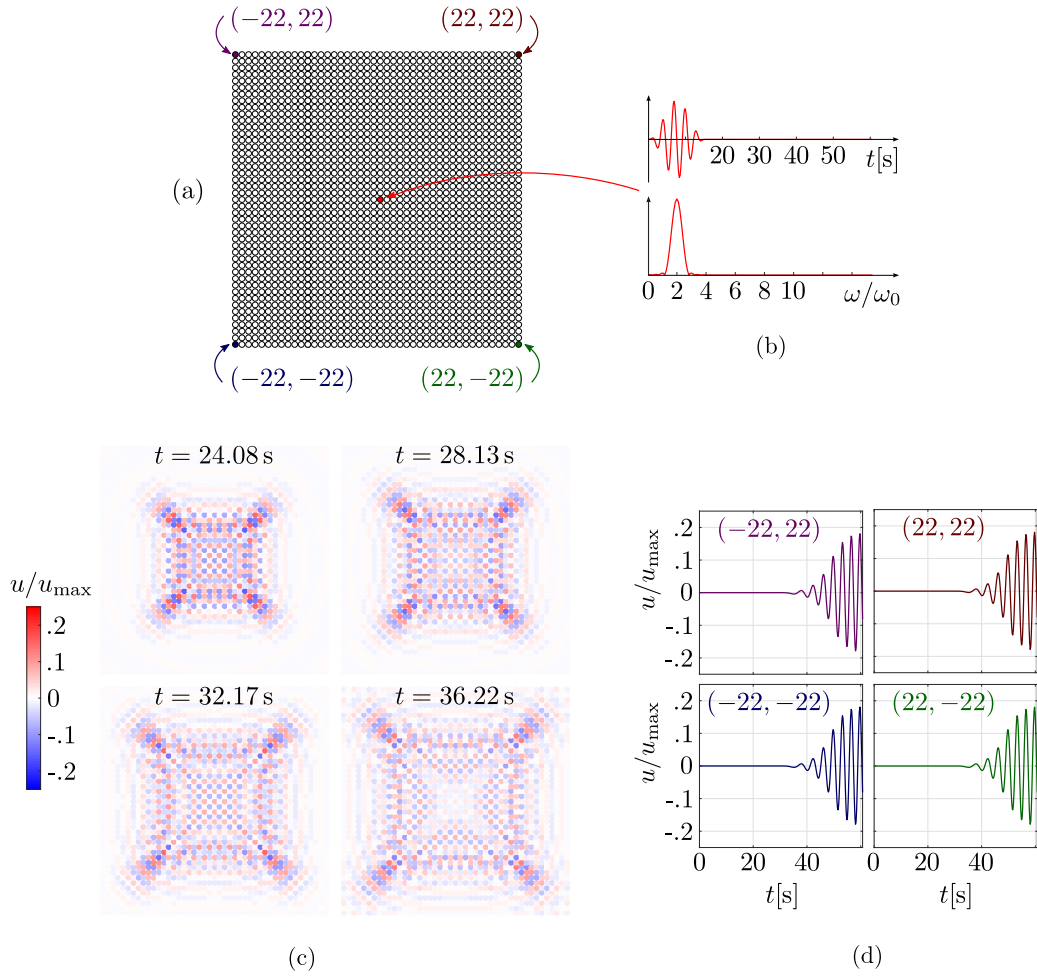 (−22, 22)
(22, 22)
(a)
(−22, −22)
(22, −22)
20 30 40 50 t[s]
0 2 4 6 8 10 ω/ω0
(b)
u/umax
.2
.1
0
-.1
-.2
t = 24.08 s
t = 28.13 s
t = 32.17 s
t = 36.22 s
(c)
u/umax
.2
.1
0
-.1
-.2
(−22, 22)
(22, 22)
u/umax
.2
.1
0
-.1
-.2
(−22, −22)
(22, −22)
0 20 40
0 20 40
t[s]
t[s]
(d)